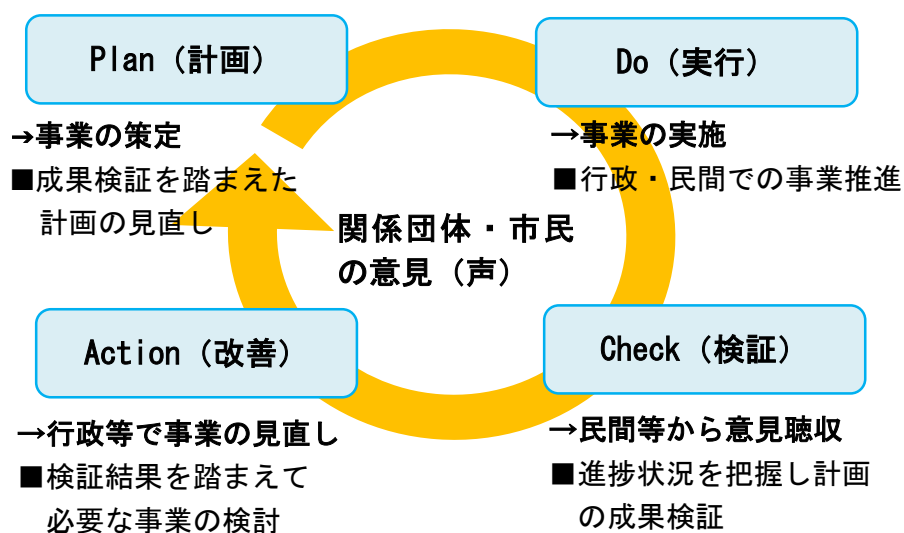 Plan（計画）
→事業の策定
■成果検証を踏まえた
計画の見直し
Do（実行）
→事業の実施
■行政・民間での事業推進
関係団体・市民
の意見（声）
Action（改善）
→行政等で事業の見直し
■検証結果を踏まえて
必要な事業の検討
Check（検証）
→民間等から意見聴収
■進捗状況を把握し計画
の成果検証